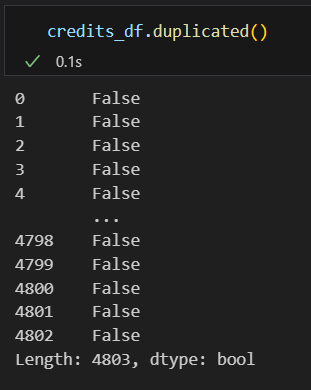 credits_df.duplicated()
✓ 0.1s
0 False
1 False
2 False
3 False
4 False
...
4798 False
4799 False
4800 False
4801 False
4802 False
Length: 4803, dtype: bool